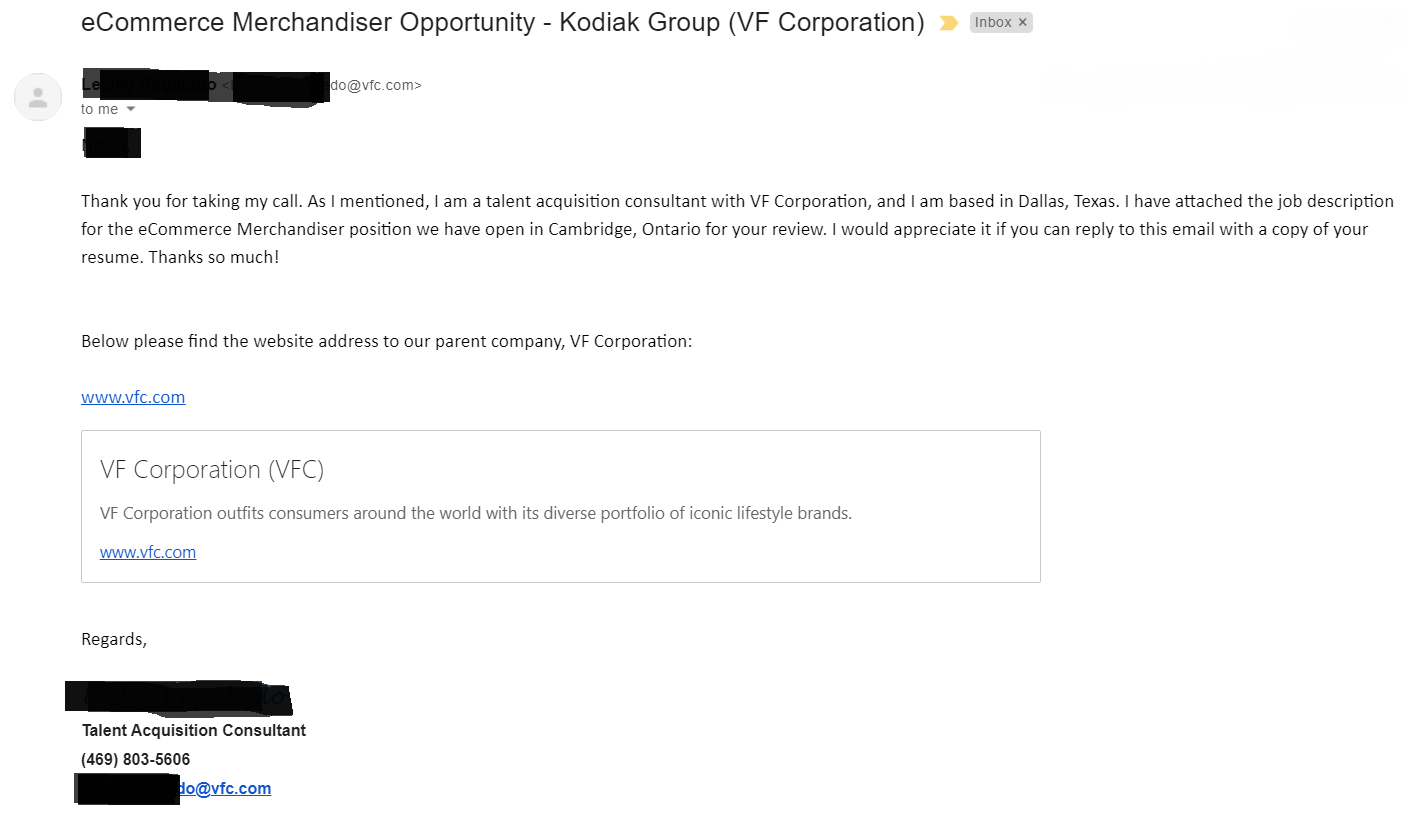 eCommerce Merchandiser Opportunity - Kodiak Group (VF Corporation)
Inbox ×
do@vfc.com>
to me
Thank you for taking my call. As I mentioned, I am a talent acquisition consultant with VF Corporation, and I am based in Dallas, Texas. I have attached the job description
for the eCommerce Merchandiser position we have open in Cambridge, Ontario for your review. I would appreciate it if you can reply to this email with a copy of your
resume. Thanks so much!
Below please find the website address to our parent company, VF Corporation:
www.vfc.com
VF Corporation (VFC)
VF Corporation outfits consumers around the world with its diverse portfolio of iconic lifestyle brands.
www.vfc.com
Regards,
Talent Acquisition Consultant
(469) 803-5606
do@vfc.com